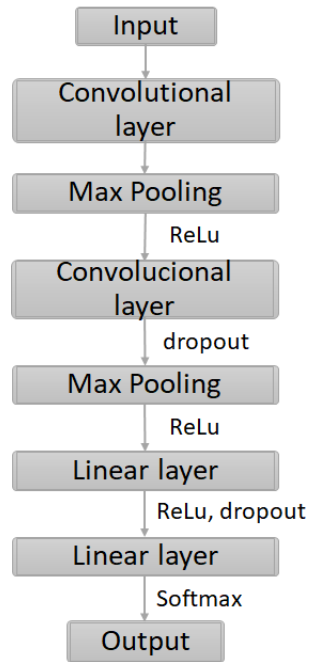 Input
Convolutional
layer
Max Pooling
ReLu
Convolucional
layer
dropout
Max Pooling
ReLu
Linear layer
ReLu, dropout
Linear layer
Softmax
Output